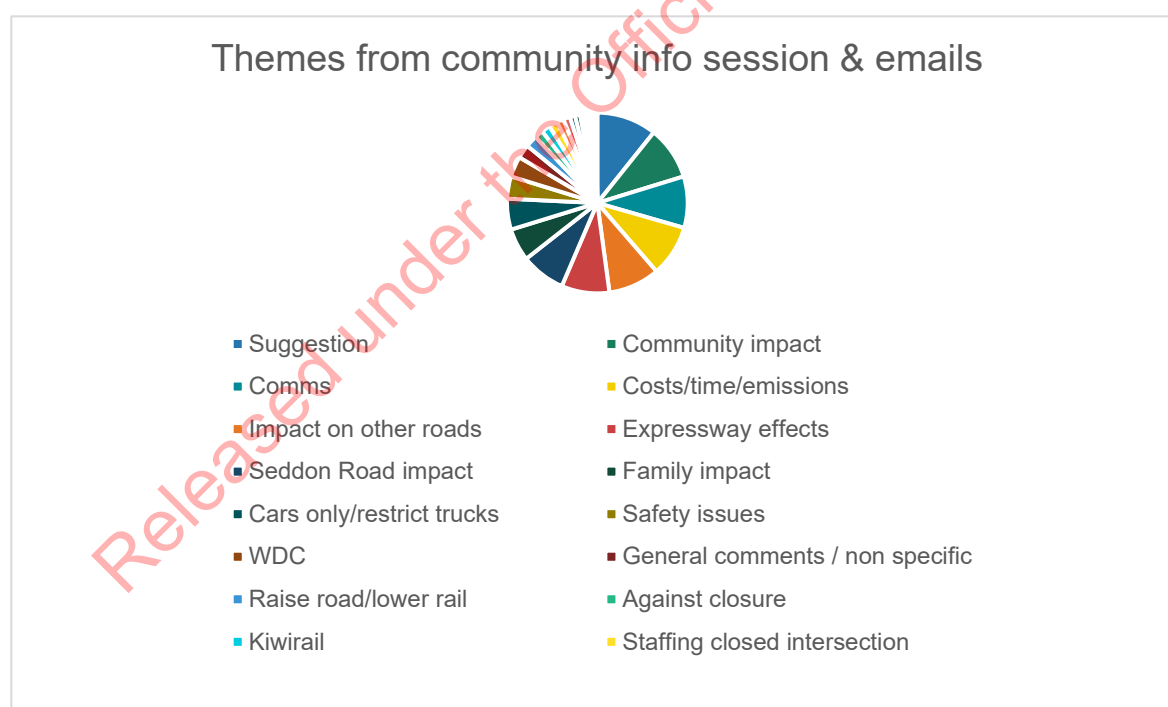 Themes from community info session & emails
Suggestion
Community impact
Comms
Costs/time/emissions
Impact on other roads
Expressway effects
Seddon Road impact
Family impact
Cars only/restrict trucks
Safety issues
WDC
General comments / non specific
Raise road/lower rail
Against closure
Kiwirail
Staffing closed intersection
Released under the